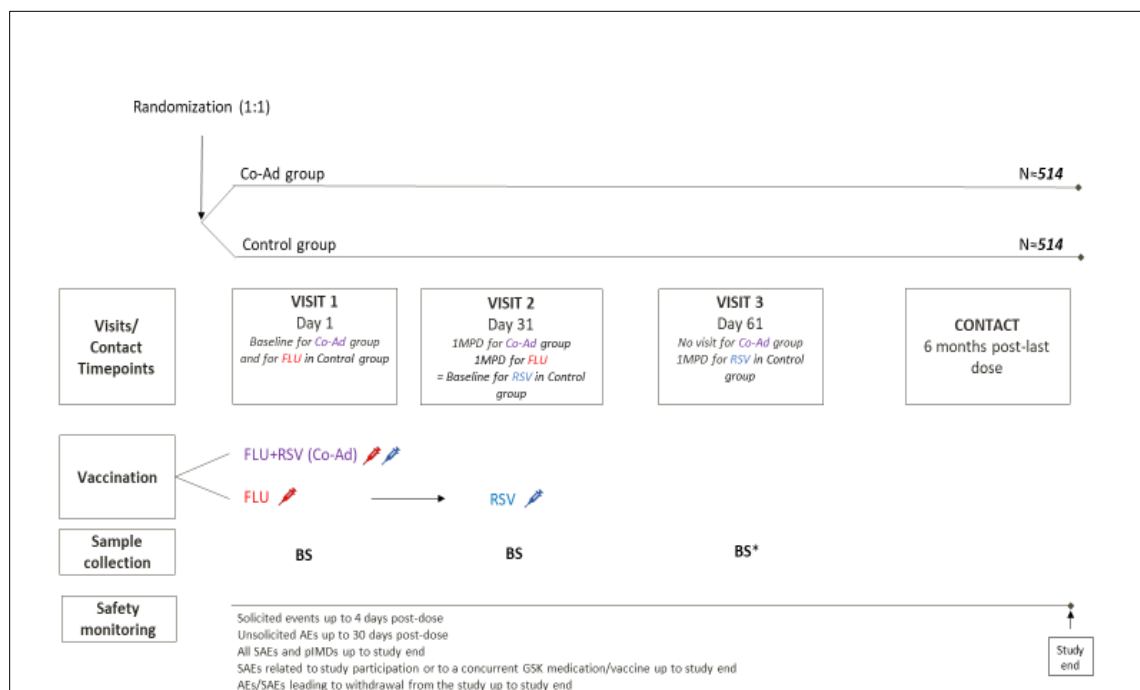 Randomization (1:1)
Co-Ad group
N≈514
Control group
N≈514
Visits/
Contact
Timepoints
VISIT 1
Day 1
Baseline for Co-Ad group
and for FLU in Control group
VISIT 2
Day 31
1MPD for Co-Ad group
1MPD for FLU
= Baseline for RSV in Control
group
VISIT 3
Day 61
No visit for Co-Ad group
1MPD for RSV in Control
group
CONTACT
6 months post-last
dose
Vaccination
FLU+RSV (Co-Ad)
FLU
RSV
Sample
collection
BS
BS
BS*
Safety
monitoring
Solicited events up to 4 days post-dose
Unsolicited AEs up to 30 days post-dose
All SAEs and pIMDs up to study end
SAEs related to study participation or to a concurrent GSK medication/vaccine up to study end
AEs/SAEs leading to withdrawal from the study up to study end
Study
end